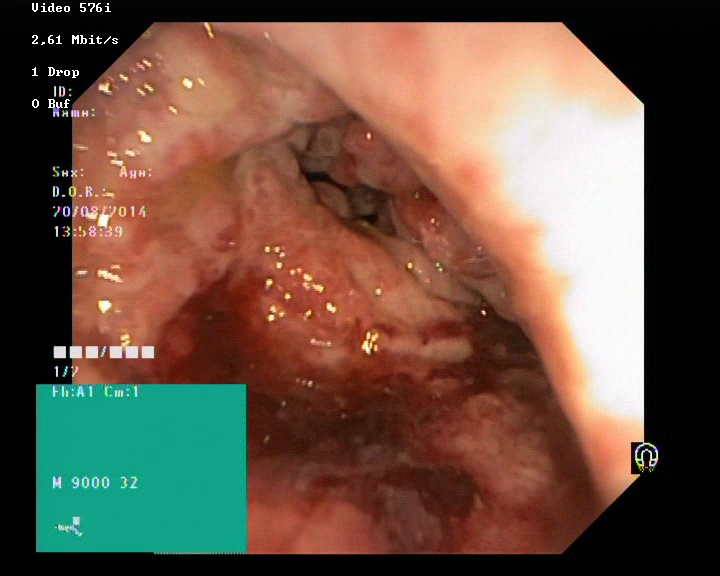 Video 576i
2,61 Mbit/s
1 Drop
ID:
0 Buf
Name:
Sex: Age:
D.O.B.:
20/08/2014
13:58:39
■■■/■■■
1/2
Eh:A1 Cm:1
M 9000 32